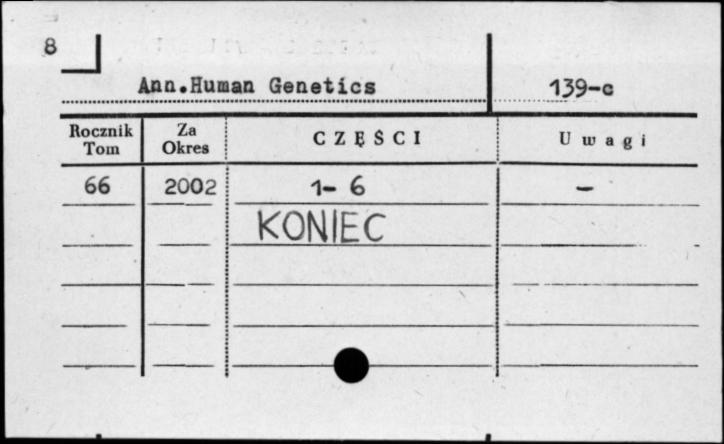 8
Ann.Human Genetics 139-c
Rocznik Tom Za Okres CZĘŚCI Uwagi
66 2002 1-6 -
KONIEC